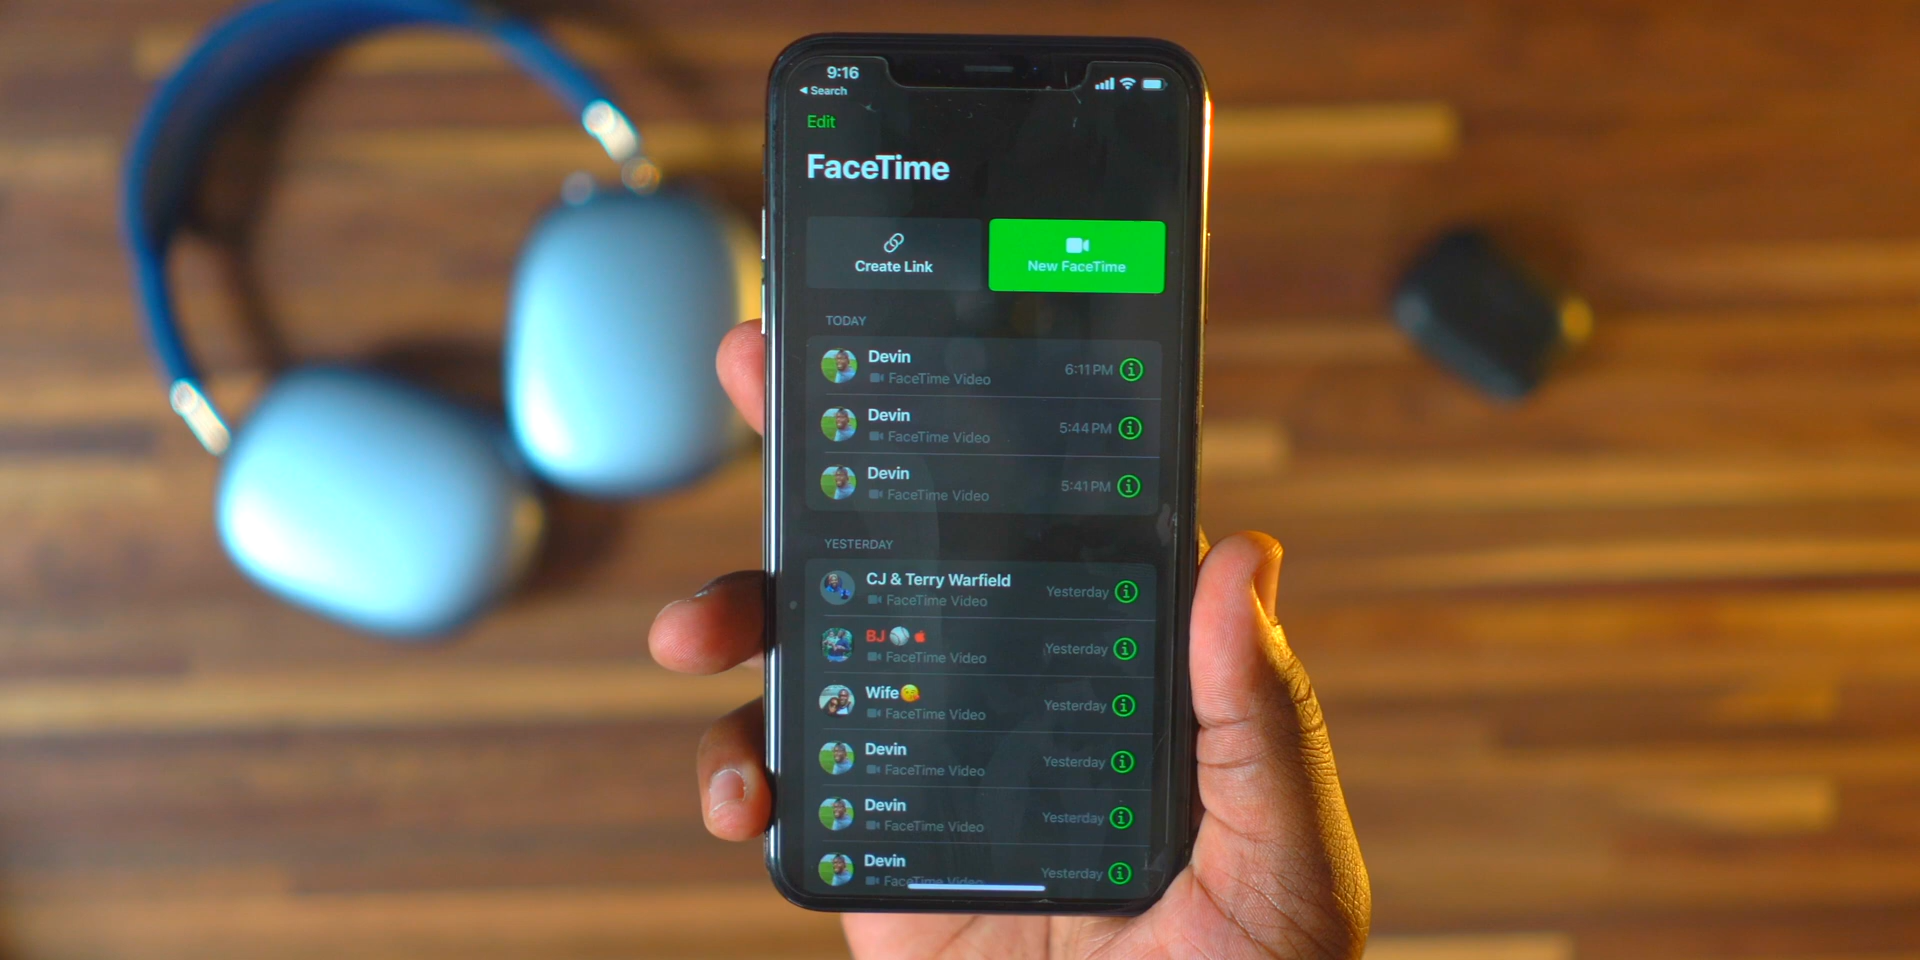 9:16
◀ Search
Edit
FaceTime
Create Link
New FaceTime
TODAY
Devin
FaceTime Video
6:11 PM
Devin
FaceTime Video
5:44 PM
Devin
FaceTime Video
5:41 PM
YESTERDAY
CJ & Terry Warfield
FaceTime Video
Yesterday
BJ ⚾ 🍎
FaceTime Video
Yesterday
Wife😘
FaceTime Video
Yesterday
Devin
FaceTime Video
Yesterday
Devin
FaceTime Video
Yesterday
Devin
FaceTime Video
Yesterday